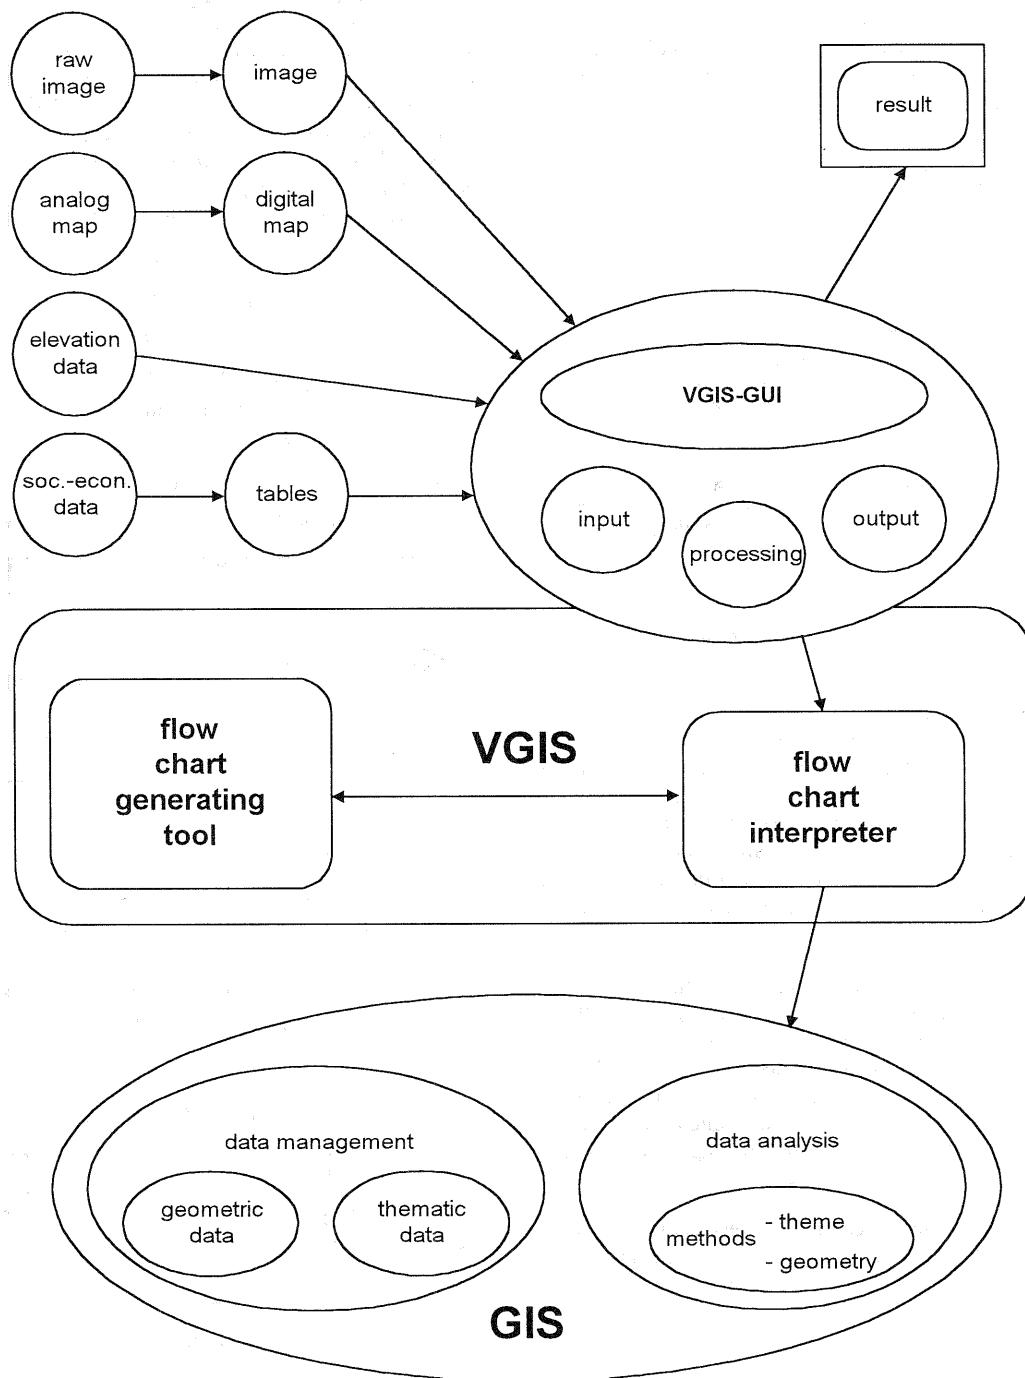 raw
image
image
result
analog
map
digital
map
elevation
data
VGIS-GUI
soc.-econ.
data
tables
input
processing
output
flow
chart
generating
tool
VGIS
flow
chart
interpreter
data management
geometric
data
thematic
data
data analysis
methods
- theme
- geometry
GIS